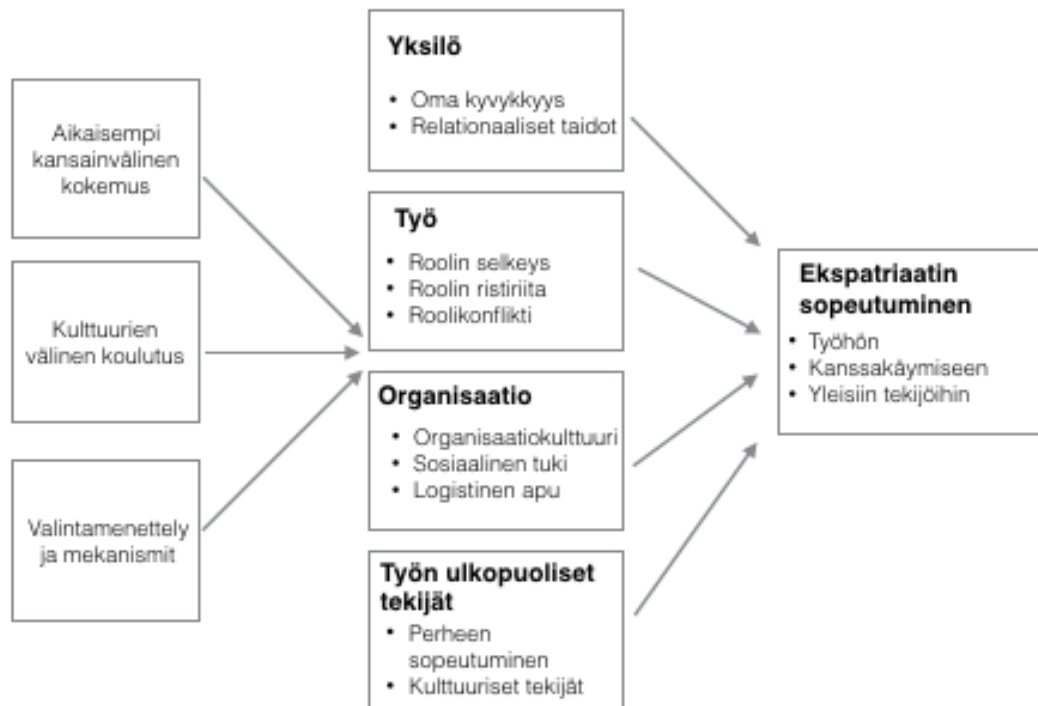 Aikaisempi
kansainvälinen
kokemus
Kulttuurien
välinen koulutus
Valintamenettely
ja mekanismit
Yksilö
• Oma kyvykkyys
• Relationaaliset taidot
Työ
• Roolin selkeys
• Roolin ristiriita
• Roolikonflikti
Organisaatio
• Organisaatiokulttuuri
• Sosiaalinen tuki
• Logistinen apu
Työn ulkopuoliset
tekijät
• Perheen
sopeutuminen
• Kulttuuriset tekijät
Ekspatriaatin
sopeutuminen
• Työhön
• Kanssakäymiseen
• Yleisiin tekijöihin